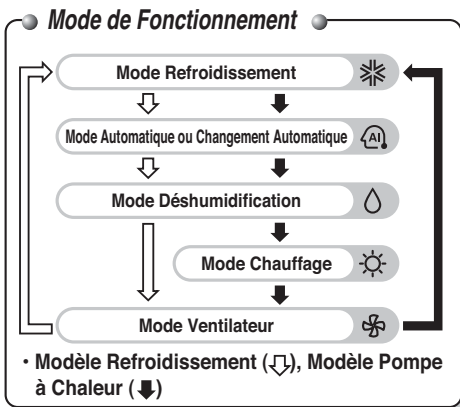 Mode de Fonctionnement
Mode Refroidissement
Mode Automatique ou Changement Automatique
AI
Mode Déshumidification
Mode Chauffage
Mode Ventilateur
· Modèle Refroidissement (⇩), Modèle Pompe
à Chaleur (🡇)